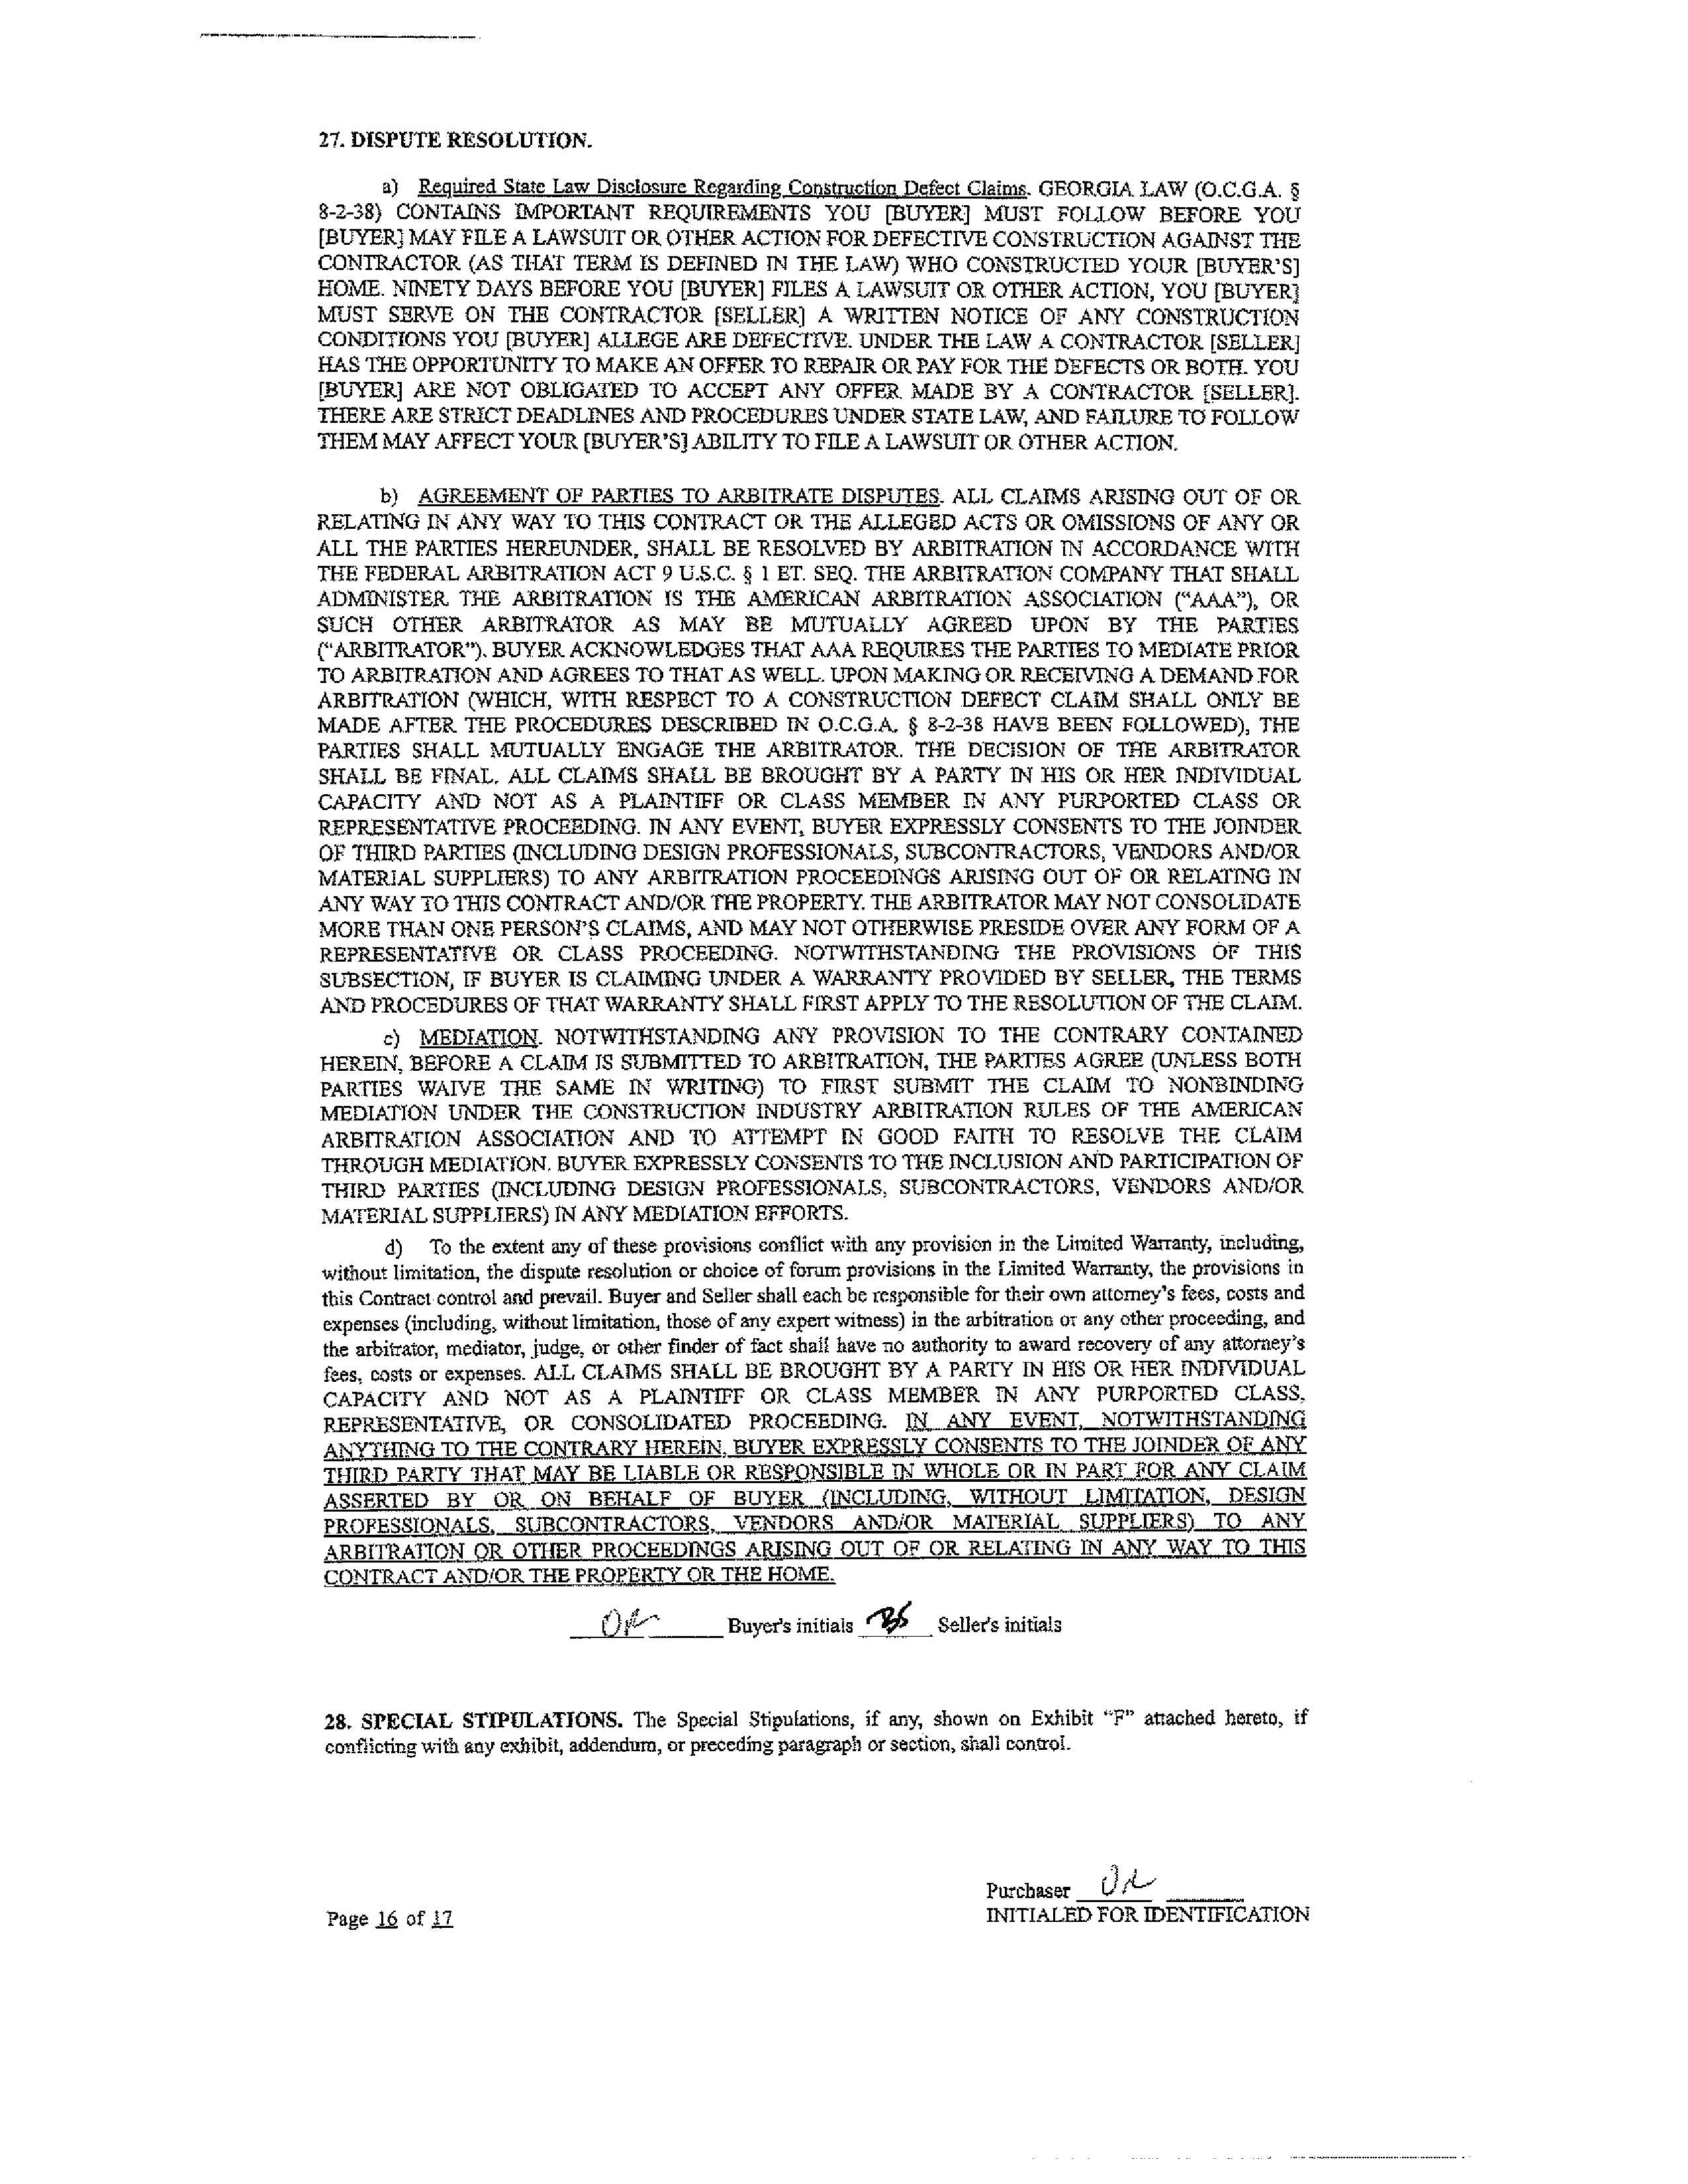 27. DISPUTE RESOLUTION.
a) Required State Law Disclosure Regarding Construction Defect Claims. GEORGIA LAW (O.C.G.A. §
8-2-38) CONTAINS IMPORTANT REQUIREMENTS YOU [BUYER] MUST FOLLOW BEFORE YOU
[BUYER] MAY FILE A LAWSUIT OR OTHER ACTION FOR DEFECTIVE CONSTRUCTION AGAINST THE
CONTRACTOR (AS THAT TERM IS DEFINED IN THE LAW) WHO CONSTRUCTED YOUR [BUYER'S]
HOME. NINETY DAYS BEFORE YOU [BUYER] FILES A LAWSUIT OR OTHER ACTION, YOU [BUYER]
MUST SERVE ON THE CONTRACTOR [SELLER] A WRITTEN NOTICE OF ANY CONSTRUCTION
CONDITIONS YOU [BUYER] ALLEGE ARE DEFECTIVE. UNDER THE LAW A CONTRACTOR [SELLER]
HAS THE OPPORTUNITY TO MAKE AN OFFER TO REPAIR OR PAY FOR THE DEFECTS OR BOTH. YOU
[BUYER] ARE NOT OBLIGATED TO ACCEPT ANY OFFER MADE BY A CONTRACTOR [SELLER].
THERE ARE STRICT DEADLINES AND PROCEDURES UNDER STATE LAW, AND FAILURE TO FOLLOW
THEM MAY AFFECT YOUR [BUYER'S] ABILITY TO FILE A LAWSUIT OR OTHER ACTION.
b) AGREEMENT OF PARTIES TO ARBITRATE DISPUTES. ALL CLAIMS ARISING OUT OF OR
RELATING IN ANY WAY TO THIS CONTRACT OR THE ALLEGED ACTS OR OMISSIONS OF ANY OR
ALL THE PARTIES HEREUNDER, SHALL BE RESOLVED BY ARBITRATION IN ACCORDANCE WITH
THE FEDERAL ARBITRATION ACT 9 U.S.C. § 1 ET. SEQ. THE ARBITRATION COMPANY THAT SHALL
ADMINISTER THE ARBITRATION IS THE AMERICAN ARBITRATION ASSOCIATION ("AAA"), OR
SUCH OTHER ARBITRATOR AS MAY BE MUTUALLY AGREED UPON BY THE PARTIES
("ARBITRATOR"). BUYER ACKNOWLEDGES THAT AAA REQUIRES THE PARTIES TO MEDIATE PRIOR
TO ARBITRATION AND AGREES TO THAT AS WELL. UPON MAKING OR RECEIVING A DEMAND FOR
ARBITRATION (WHICH, WITH RESPECT TO A CONSTRUCTION DEFECT CLAIM SHALL ONLY BE
MADE AFTER THE PROCEDURES DESCRIBED IN O.C.G.A. § 8-2-38 HAVE BEEN FOLLOWED), THE
PARTIES SHALL MUTUALLY ENGAGE THE ARBITRATOR. THE DECISION OF THE ARBITRATOR
SHALL BE FINAL. ALL CLAIMS SHALL BE BROUGHT BY A PARTY IN HIS OR HER INDIVIDUAL
CAPACITY AND NOT AS A PLAINTIFF OR CLASS MEMBER IN ANY PURPORTED CLASS OR
REPRESENTATIVE PROCEEDING. IN ANY EVENT, BUYER EXPRESSLY CONSENTS TO THE JOINDER
OF THIRD PARTIES (INCLUDING DESIGN PROFESSIONALS, SUBCONTRACTORS, VENDORS AND/OR
MATERIAL SUPPLIERS) TO ANY ARBITRATION PROCEEDINGS ARISING OUT OF OR RELATING IN
ANY WAY TO THIS CONTRACT AND/OR THE PROPERTY. THE ARBITRATOR MAY NOT CONSOLIDATE
MORE THAN ONE PERSON'S CLAIMS, AND MAY NOT OTHERWISE PRESIDE OVER ANY FORM OF A
REPRESENTATIVE OR CLASS PROCEEDING. NOTWITHSTANDING THE PROVISIONS OF THIS
SUBSECTION, IF BUYER IS CLAIMING UNDER A WARRANTY PROVIDED BY SELLER, THE TERMS
AND PROCEDURES OF THAT WARRANTY SHALL FIRST APPLY TO THE RESOLUTION OF THE CLAIM.
c) MEDIATION. NOTWITHSTANDING ANY PROVISION TO THE CONTRARY CONTAINED
HEREIN, BEFORE A CLAIM IS SUBMITTED TO ARBITRATION, THE PARTIES AGREE (UNLESS BOTH
PARTIES WAIVE THE SAME IN WRITING) TO FIRST SUBMIT THE CLAIM TO NONBINDING
MEDIATION UNDER THE CONSTRUCTION INDUSTRY ARBITRATION RULES OF THE AMERICAN
ARBITRATION ASSOCIATION AND TO ATTEMPT IN GOOD FAITH TO RESOLVE THE CLAIM
THROUGH MEDIATION. BUYER EXPRESSLY CONSENTS TO THE INCLUSION AND PARTICIPATION OF
THIRD PARTIES (INCLUDING DESIGN PROFESSIONALS, SUBCONTRACTORS, VENDORS AND/OR
MATERIAL SUPPLIERS) IN ANY MEDIATION EFFORTS.
d) To the extent any of these provisions conflict with any provision in the Limited Warranty, including,
without limitation, the dispute resolution or choice of forum provisions in the Limited Warranty, the provisions in
this Contract control and prevail. Buyer and Seller shall each be responsible for their own attorney's fees, costs and
expenses (including, without limitation, those of any expert witness) in the arbitration or any other proceeding, and
the arbitrator, mediator, judge, or other finder of fact shall have no authority to award recovery of any attorney's
fees, costs or expenses. ALL CLAIMS SHALL BE BROUGHT BY A PARTY IN HIS OR HER INDIVIDUAL
CAPACITY AND NOT AS A PLAINTIFF OR CLASS MEMBER IN ANY PURPORTED CLASS,
REPRESENTATIVE, OR CONSOLIDATED PROCEEDING. IN ANY EVENT, NOTWITHSTANDING
ANYTHING TO THE CONTRARY HEREIN, BUYER EXPRESSLY CONSENTS TO THE JOINDER OF ANY
THIRD PARTY THAT MAY BE LIABLE OR RESPONSIBLE IN WHOLE OR IN PART FOR ANY CLAIM
ASSERTED BY OR ON BEHALF OF BUYER (INCLUDING, WITHOUT LIMITATION, DESIGN
PROFESSIONALS, SUBCONTRACTORS, VENDORS AND/OR MATERIAL SUPPLIERS) TO ANY
ARBITRATION OR OTHER PROCEEDINGS ARISING OUT OF OR RELATING IN ANY WAY TO THIS
CONTRACT AND/OR THE PROPERTY OR THE HOME.
Buyer's initials BS Seller's initials
28. SPECIAL STIPULATIONS. The Special Stipulations, if any, shown on Exhibit "F" attached hereto, if
conflicting with any exhibit, addendum, or preceding paragraph or section, shall control.
Purchaser
Page 16 of 17
INITIALED FOR IDENTIFICATION